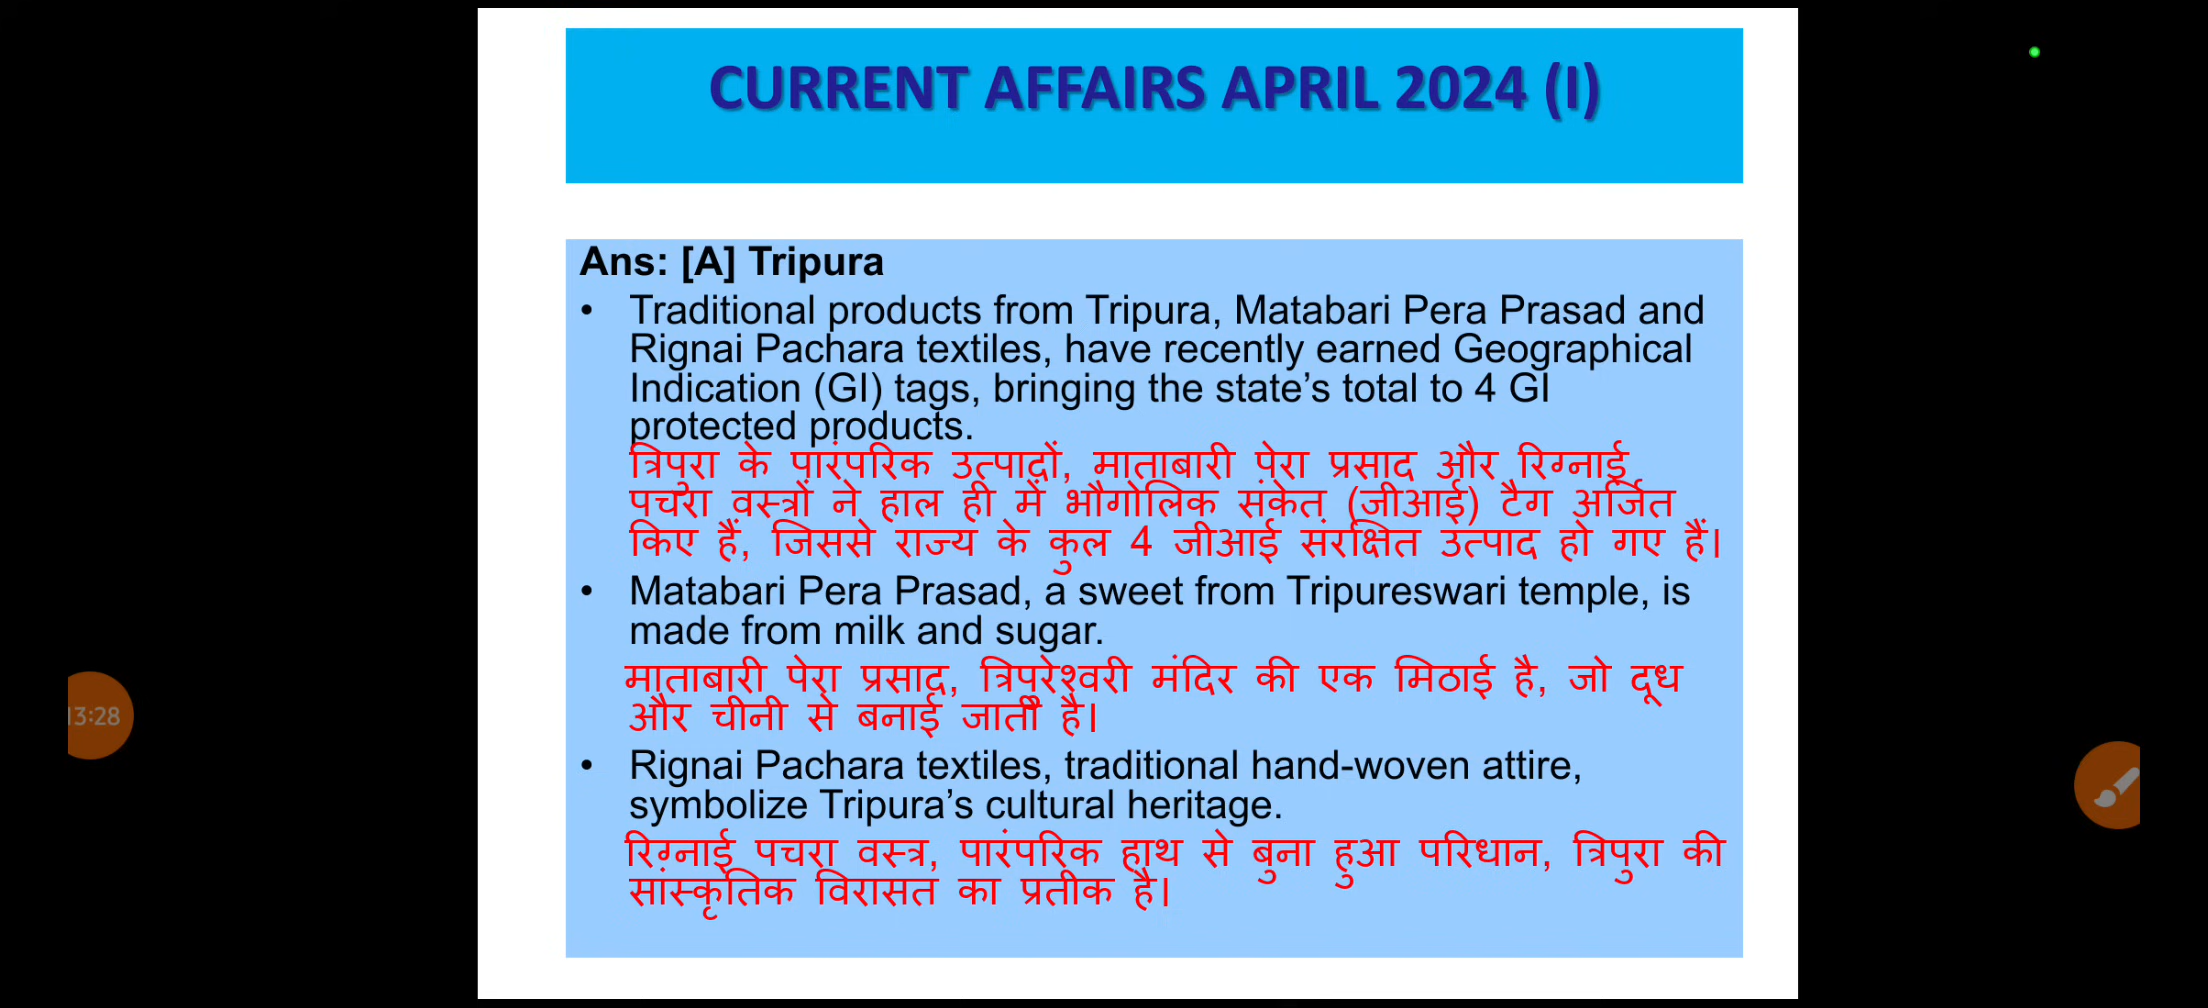 CURRENT AFFAIRS APRIL 2024 (I)
Ans: [A] Tripura
• Traditional products from Tripura, Matabari Pera Prasad and
Rignai Pachara textiles, have recently earned Geographical
Indication (GI) tags, bringing the state’s total to 4 GI
protected products.
त्रिपुरा के पारंपरिक उत्पादों, माताबारी पेरा प्रसाद और रिग्नाई
पचरा वस्त्रों ने हाल ही में भौगोलिक संकेत (जीआई) टैग अर्जित
किए हैं, जिससे राज्य के कुल 4 जीआई संरक्षित उत्पाद हो गए हैं।
• Matabari Pera Prasad, a sweet from Tripureswari temple, is
made from milk and sugar.
माताबारी पेरा प्रसाद, त्रिपुरेश्वरी मंदिर की एक मिठाई है, जो दूध
और चीनी से बनाई जाती है।
• Rignai Pachara textiles, traditional hand-woven attire,
symbolize Tripura’s cultural heritage.
रिग्नाई पचरा वस्त्र, पारंपरिक हाथ से बुना हुआ परिधान, त्रिपुरा की
सांस्कृतिक विरासत का प्रतीक है।
13:28